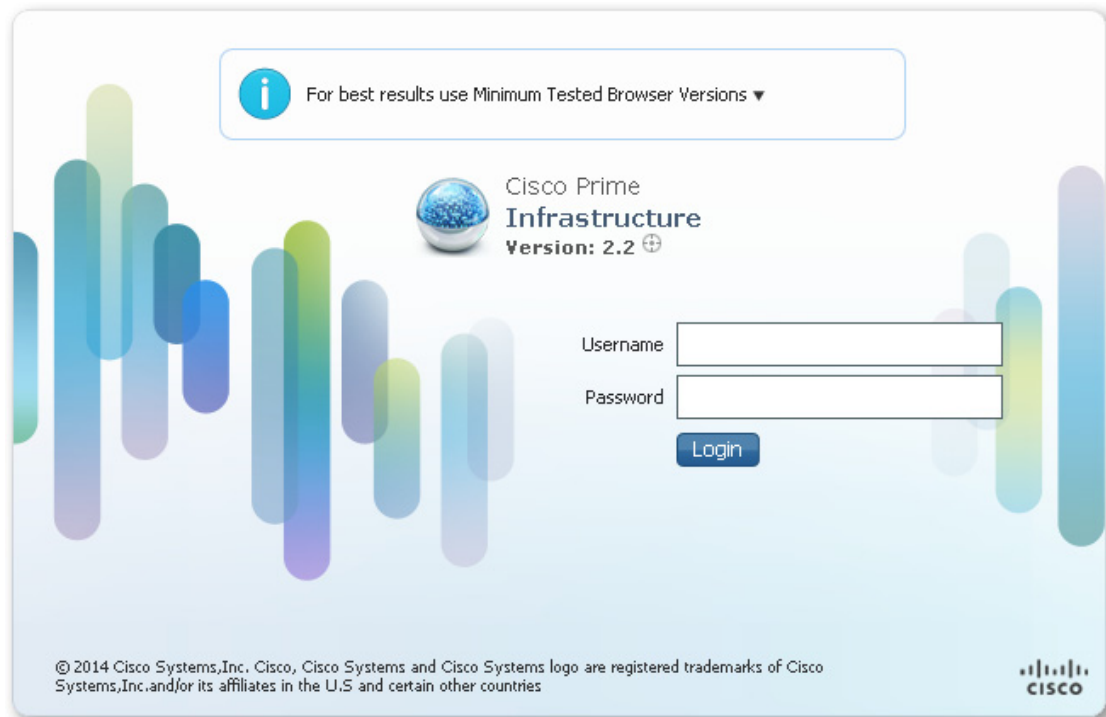 For best results use Minimum Tested Browser Versions ▼
Cisco Prime
Infrastructure
Version: 2.2
Username
Password
Login
© 2014 Cisco Systems,Inc. Cisco, Cisco Systems and Cisco Systems logo are registered trademarks of Cisco
Systems,Inc.and/or its affiliates in the U.S and certain other countries
CISCO